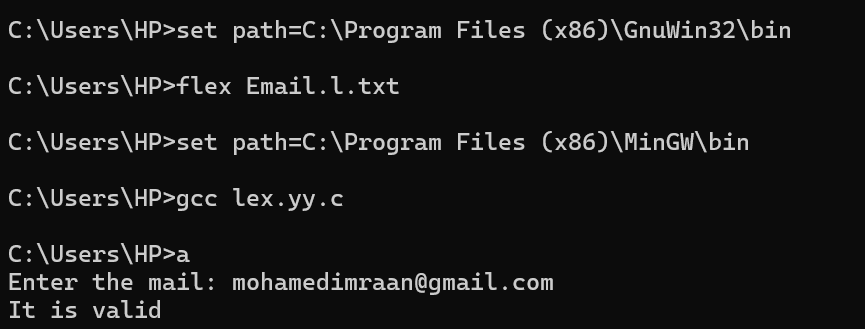 C:\Users\HP>set path=C:\Program Files (x86)\GnuWin32\bin
C:\Users\HP>flex Email.l.txt
C:\Users\HP>set path=C:\Program Files (x86)\MinGW\bin
C:\Users\HP>gcc lex.yy.c
C:\Users\HP>a
Enter the mail: mohamedimraan@gmail.com
It is valid